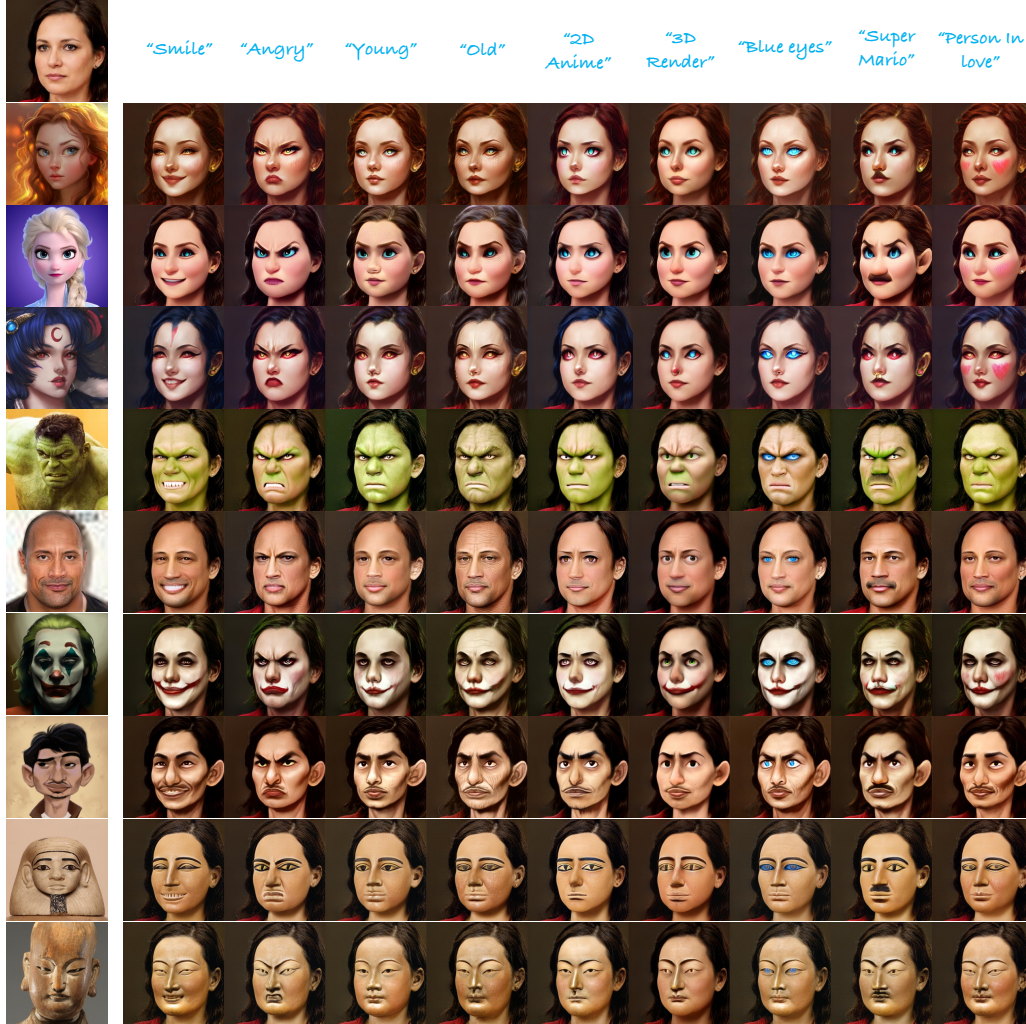 “Smile”
“Angry”
“Young”
“Old”
“2D
Anime”
“3D
Render”
“Blue eyes”
“Super
Mario”
“Person In
love”